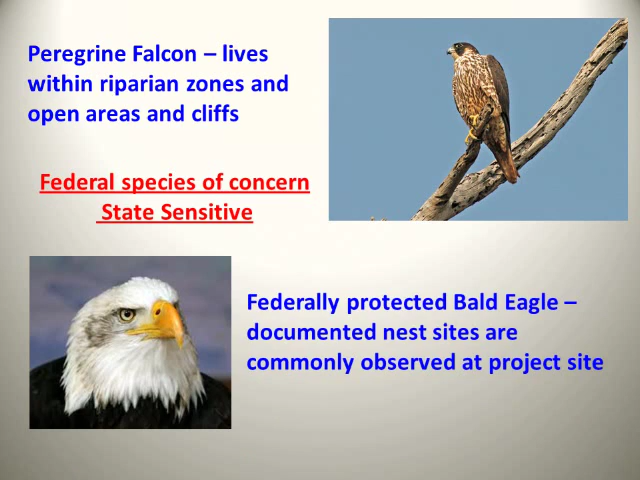 Peregrine Falcon – lives
within riparian zones and
open areas and cliffs
Federal species of concern
State Sensitive
Federally protected Bald Eagle –
documented nest sites are
commonly observed at project site